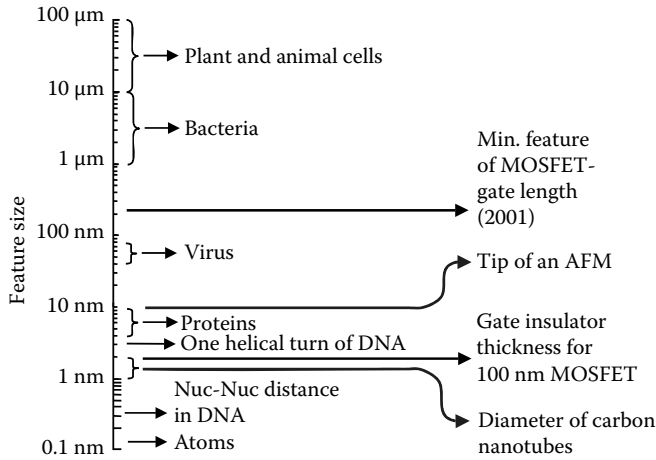 100 µm
Plant and animal cells
10 µm
Bacteria
1 µm
Min. feature
of MOSFET-
gate length
(2001)
100 nm
Virus
Tip of an AFM
10 nm
Proteins
One helical turn of DNA
Gate insulator
thickness for
100 nm MOSFET
1 nm
Nuc-Nuc distance
in DNA
Diameter of carbon
nanotubes
Atoms
0.1 nm
Feature size